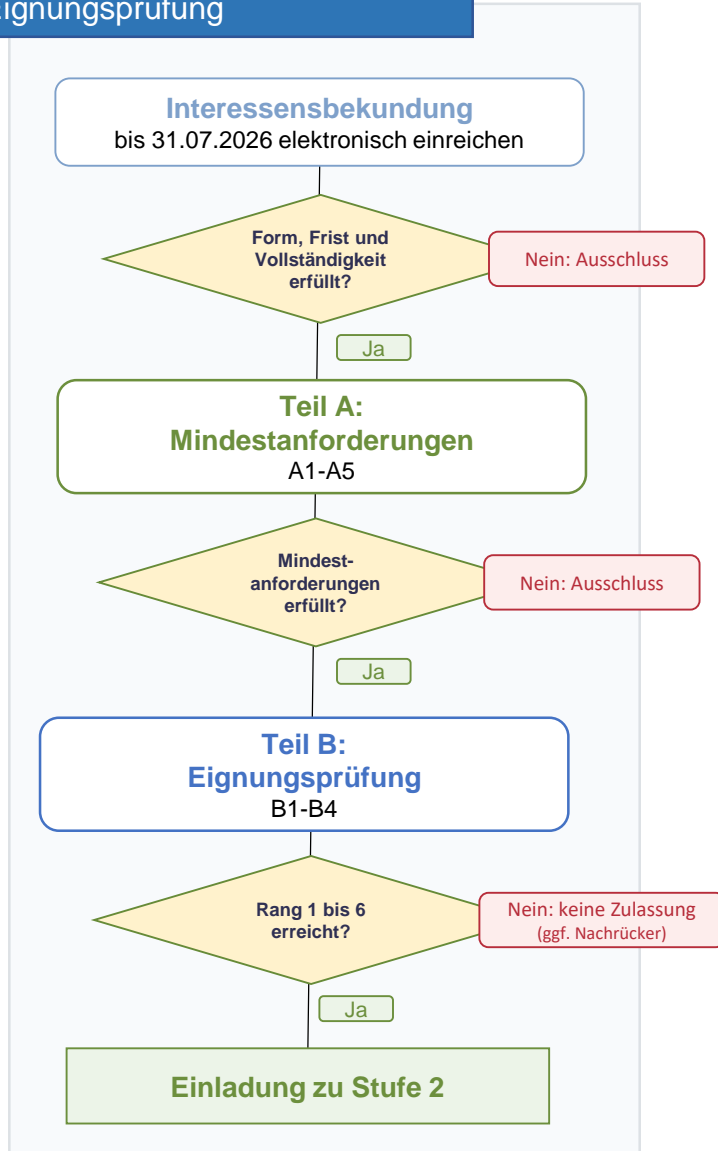 Eignungsprüfung
Interessensbekundung
bis 31.07.2026 elektronisch einreichen
Form, Frist und
Vollständigkeit
erfüllt?
Nein: Ausschluss
Ja
Teil A:
Mindestanforderungen
A1-A5
Mindest-
anforderungen
erfüllt?
Nein: Ausschluss
Ja
Teil B:
Eignungsprüfung
B1-B4
Rang 1 bis 6
erreicht?
Nein: keine Zulassung
(ggf. Nachrücker)
Ja
Einladung zu Stufe 2